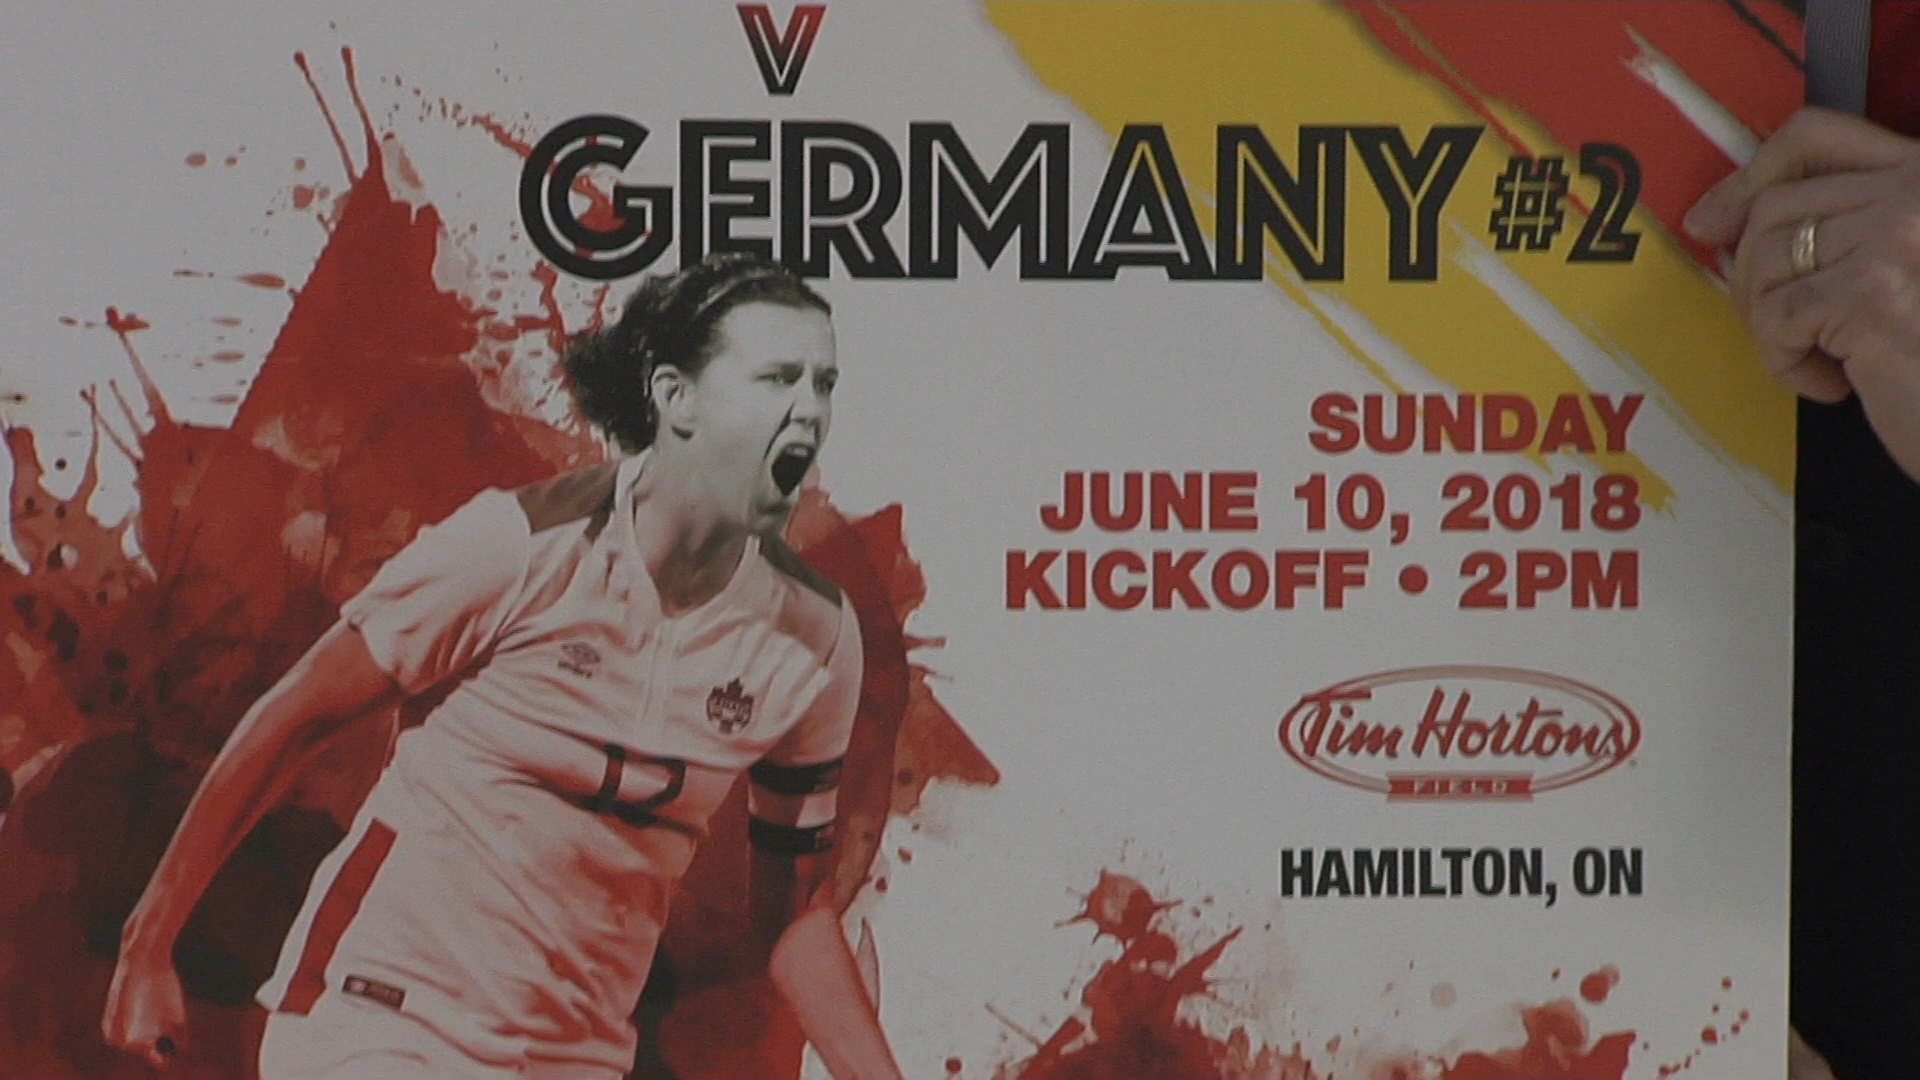 V
GERMANY #2
SUNDAY
JUNE 10, 2018
KICKOFF • 2PM
Tim Hortons
FIELD
HAMILTON, ON
12